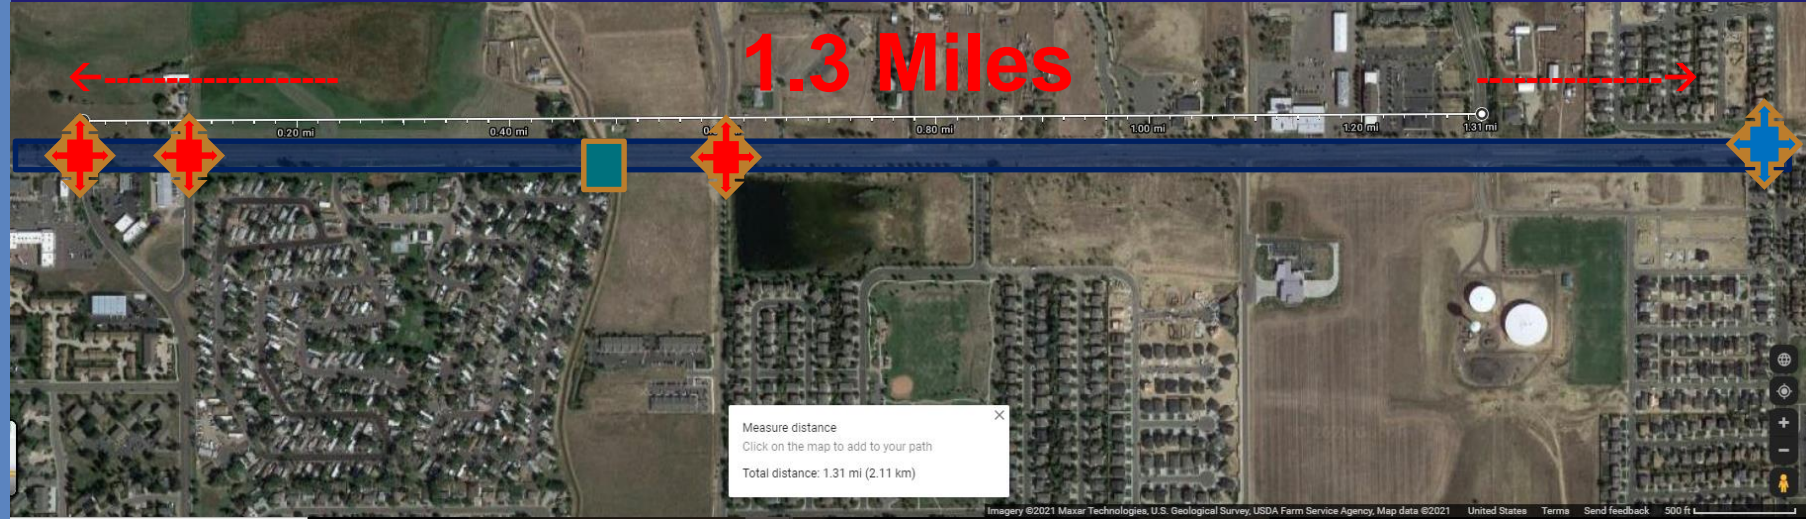 1.3 Miles
0.20 mi
0.40 mi
0.80 mi
1.00 mi
1.20 mi
1.31 mi
Measure distance
Click on the map to add to your path
Total distance: 1.31 mi (2.11 km)
Imagery ©2021 Maxar Technologies, U.S. Geological Survey, USDA Farm Service Agency, Map data ©2021 United States Terms Send feedback 500 ft